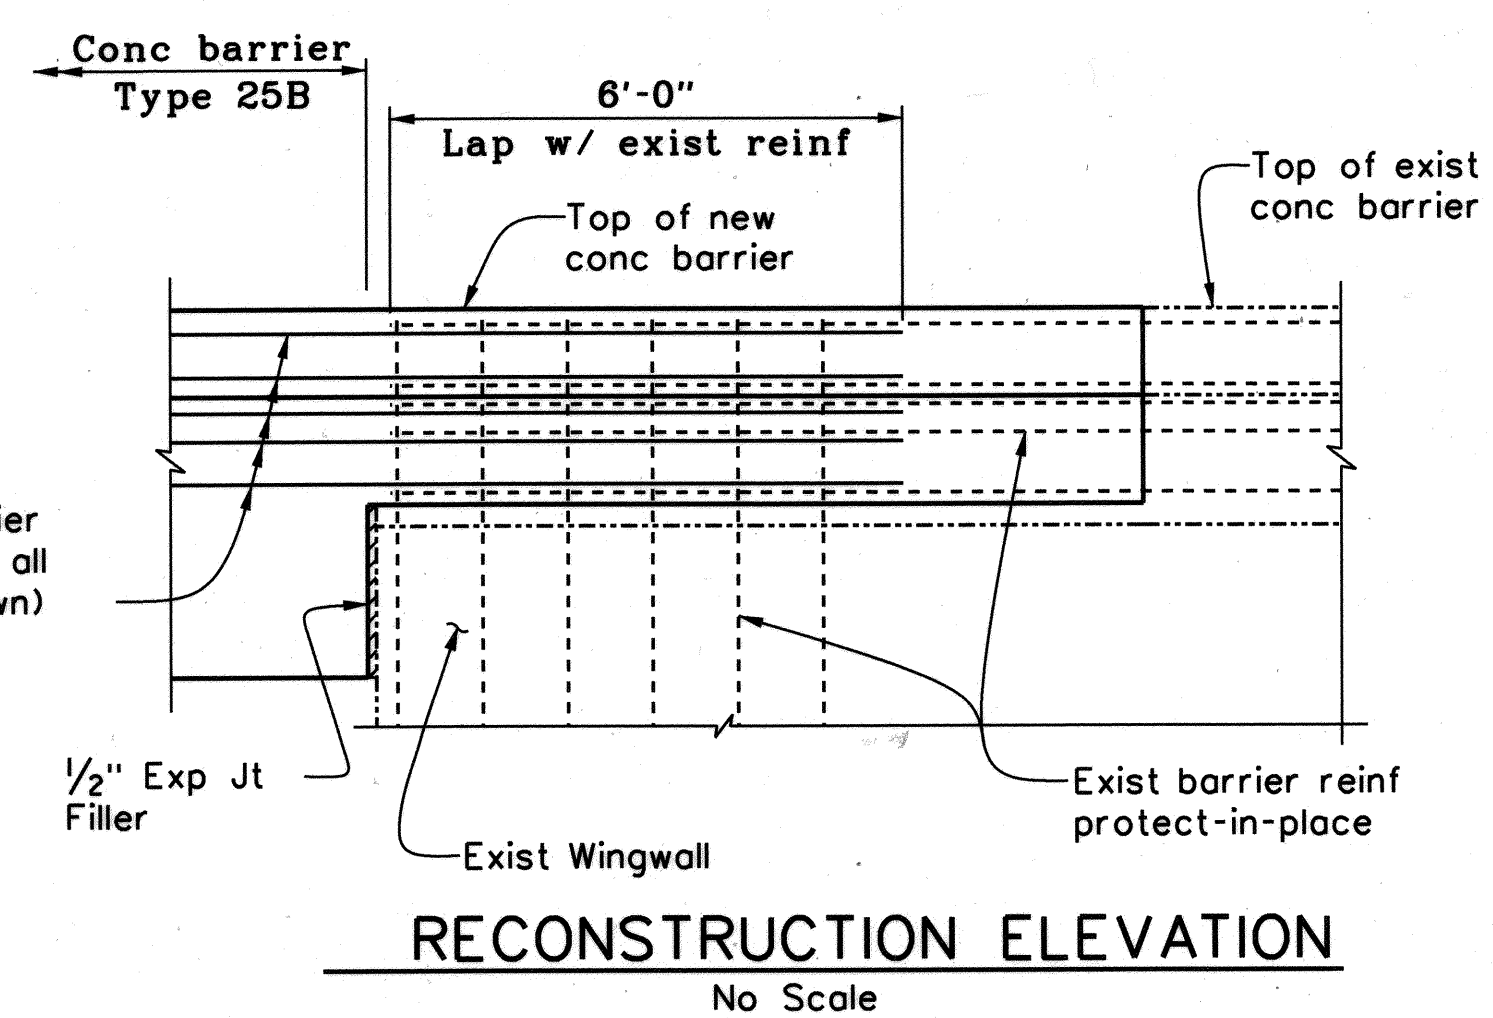 Conc barrier
Type 25B
6'-0"
Lap w/ exist reinf
Top of exist
conc barrier
Top of new
conc barrier
all
½" Exp Jt
Filler
Exist Wingwall
Exist barrier reinf
protect-in-place
RECONSTRUCTION ELEVATION
No Scale